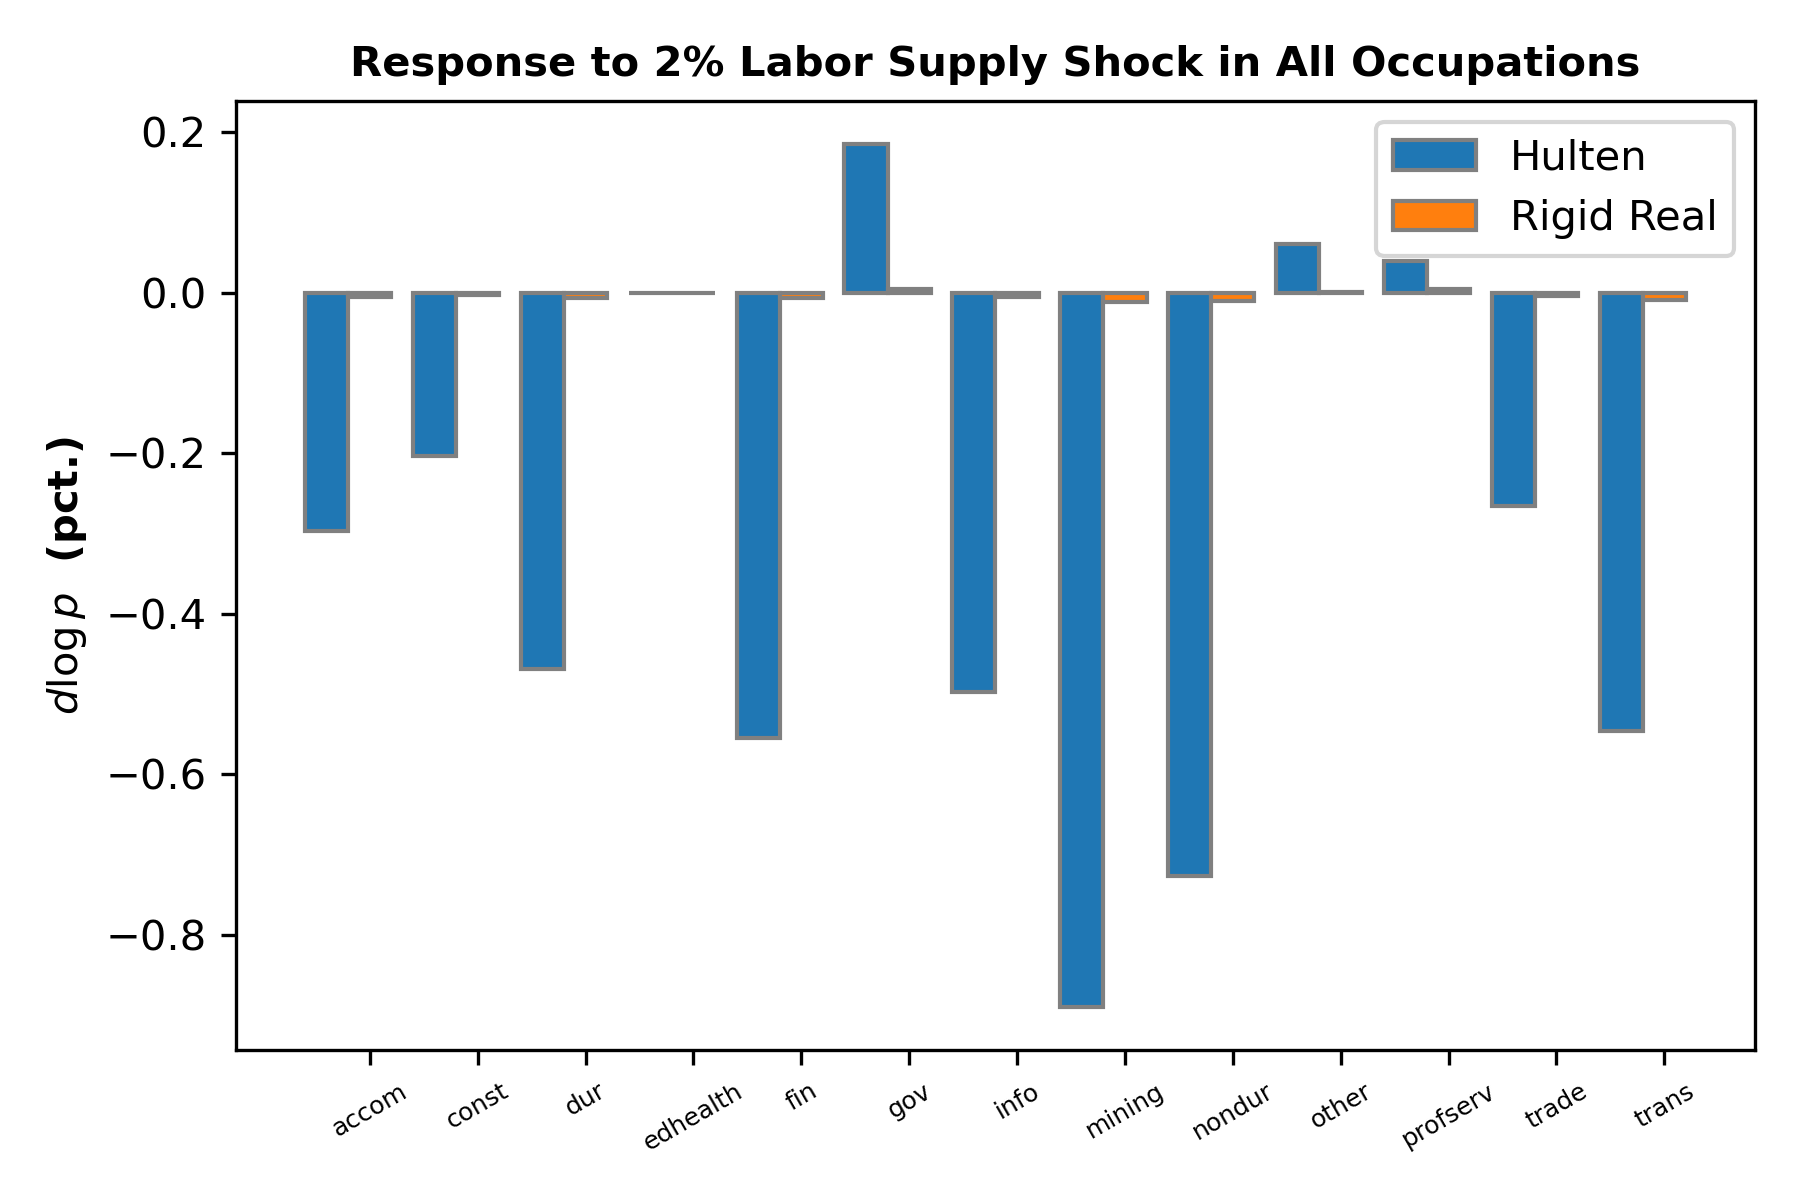 Response to 2% Labor Supply Shock in All Occupations
Hulten
Rigid Real
0.2
0.0
−0.2
−0.4
−0.6
−0.8
dlog p (pct.)
accom
const
dur
edhealth
fin
gov
info
mining
nondur
other
profserv
trade
trans